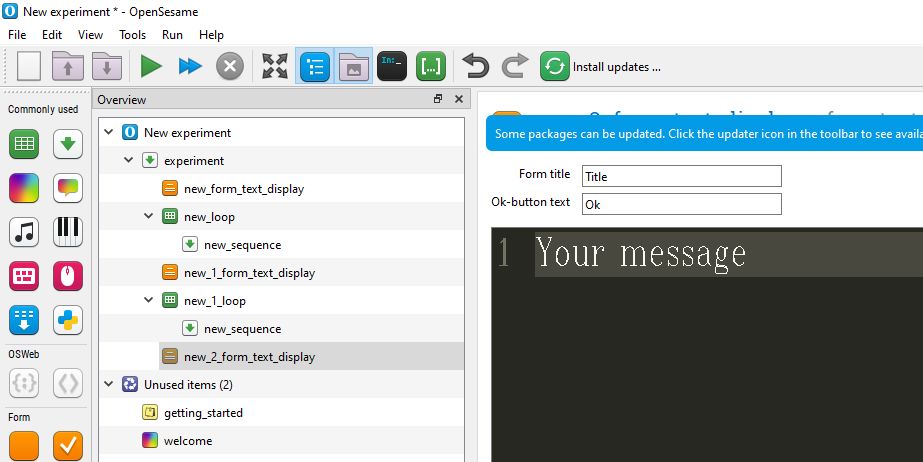 New experiment * - OpenSesame
File Edit View Tools Run Help
In:_ [...] Install updates ...
Commonly used
Overview
New experiment
experiment
new_form_text_display
new_loop
new_sequence
new_1_form_text_display
new_1_loop
new_sequence
new_2_form_text_display
Unused items (2)
getting_started
welcome
OSWeb
Form
Some packages can be updated. Click the updater icon in the toolbar to see availa
Form title Title
Ok-button text Ok
1 Your message